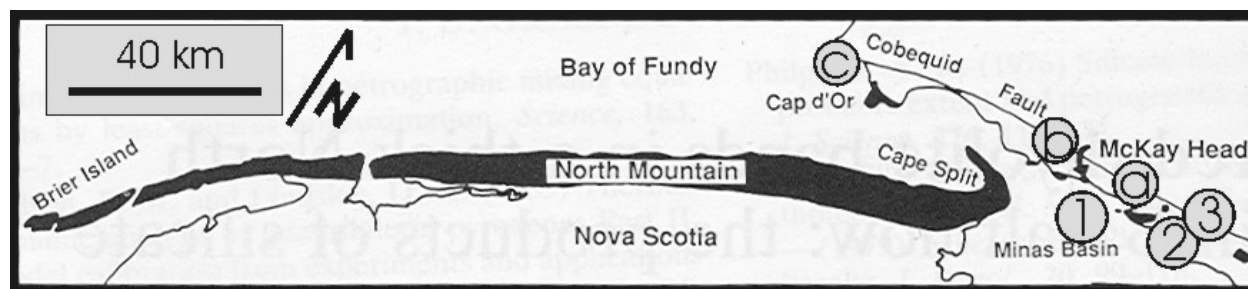 40 km
N
Bay of Fundy
c
Cobequid
Fault
Cap d'Or
b
McKay Head
a
Brier Island
North Mountain
Cape Split
1
2
3
Nova Scotia
Minas Basin